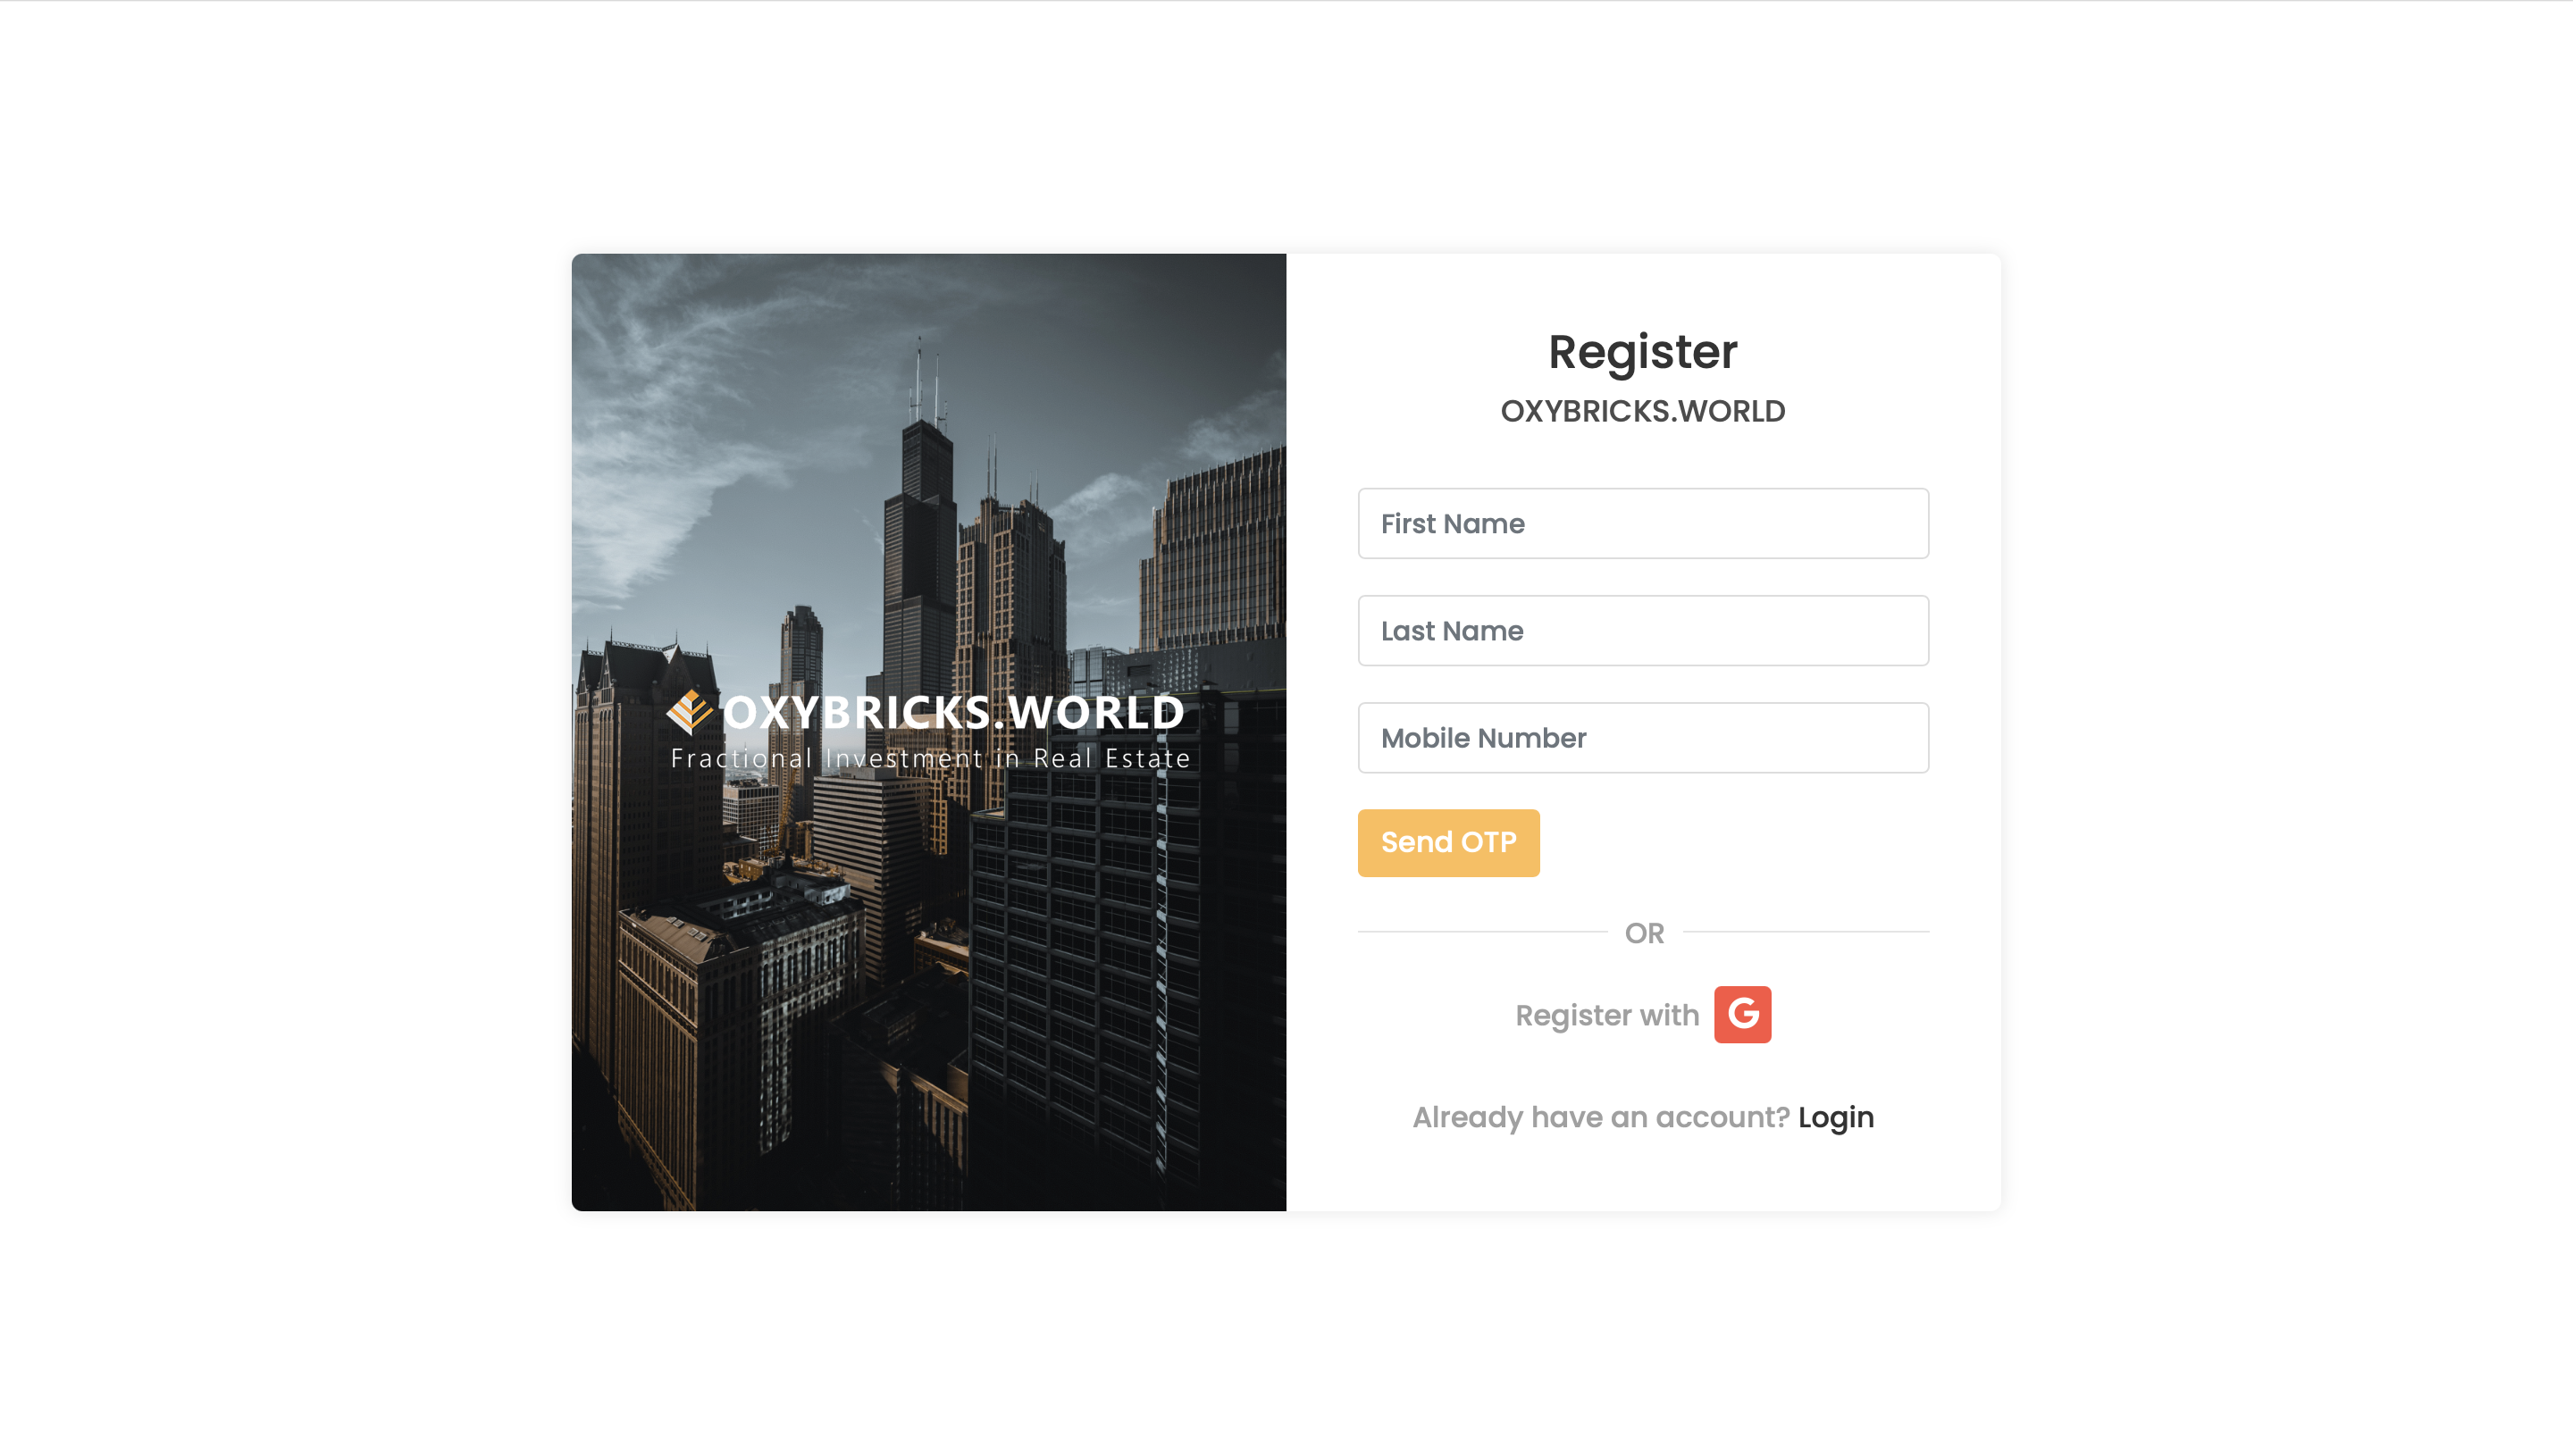 OXYBRICKS.WORLD
Fractional Investment in Real Estate
Register
OXYBRICKS.WORLD
First Name
Last Name
Mobile Number
Send OTP
OR
Register with G
Already have an account? Login